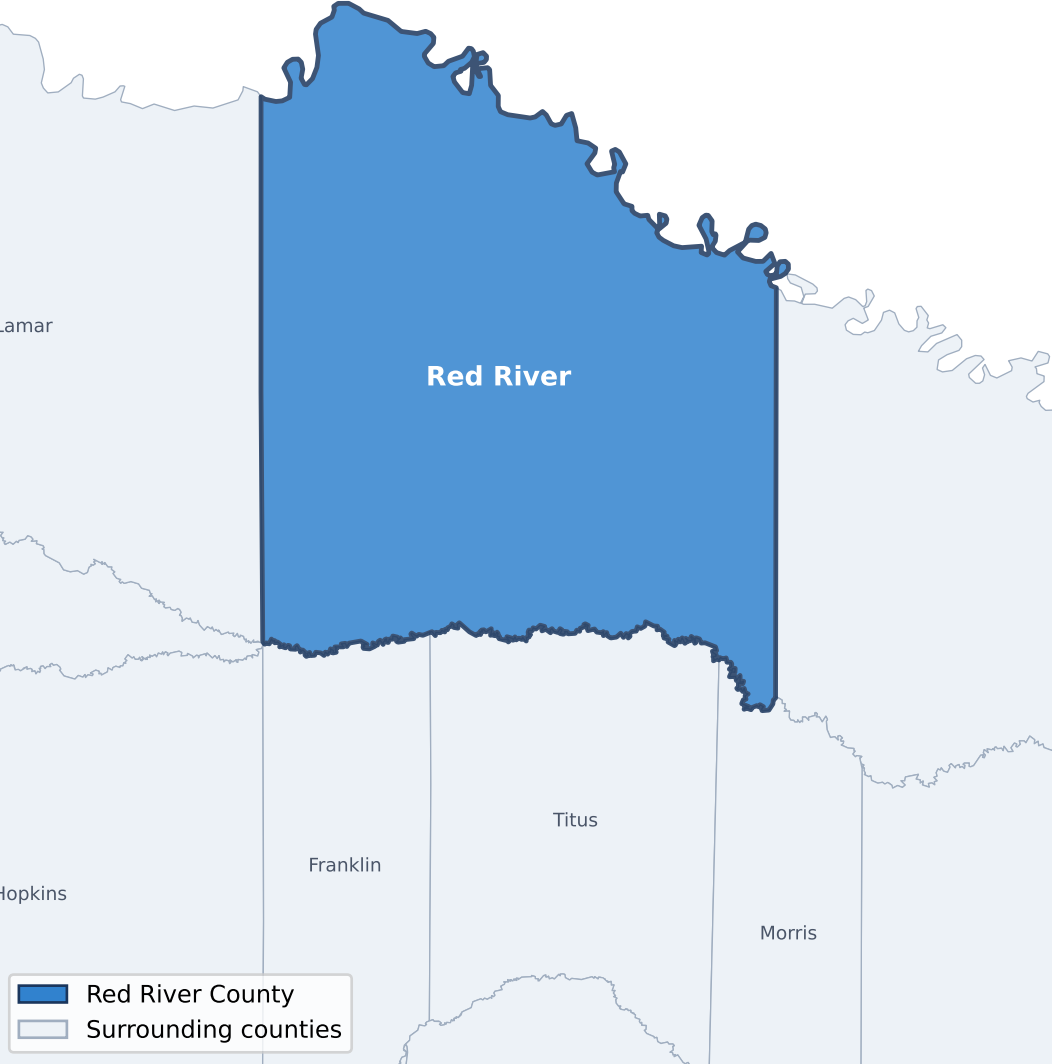 Lamar
Red River
Titus
Franklin
Hopkins
Morris
Red River County
Surrounding counties